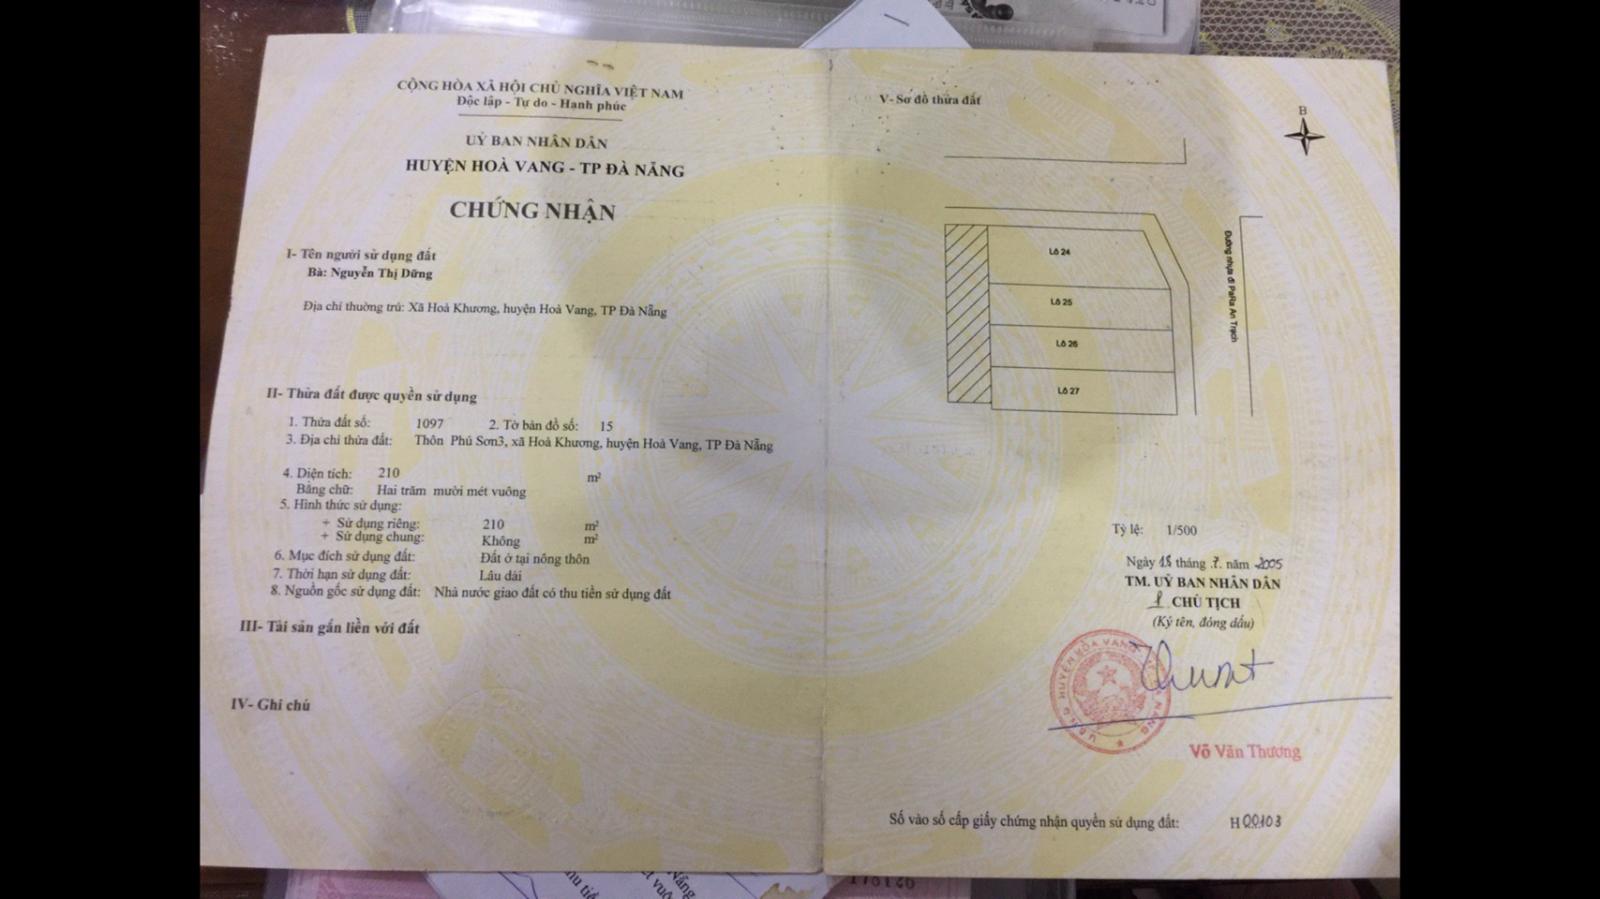 CỘNG HÒA XÃ HỘI CHỦ NGHĨA VIỆT NAM
Độc lập - Tự do - Hạnh phúc
UỶ BAN NHÂN DÂN
HUYỆN HOÀ VANG - TP ĐÀ NẴNG
CHỨNG NHẬN
I- Tên người sử dụng đất
Bà: Nguyễn Thị Dững
Địa chỉ thường trú: Xã Hoà Khương, huyện Hoà Vang, TP Đà Nẵng
II- Thửa đất được quyền sử dụng
1. Thửa đất số: 1097 2. Tờ bản đồ số: 15
3. Địa chỉ thửa đất: Thôn Phú Sơn3, xã Hoà Khương, huyện Hoà Vang, TP Đà Nẵng
4. Diện tích: 210 m²
Bằng chữ: Hai trăm mười mét vuông
5. Hình thức sử dụng:
+ Sử dụng riêng: 210 m²
+ Sử dụng chung: Không m²
6. Mục đích sử dụng đất: Đất ở tại nông thôn
7. Thời hạn sử dụng đất: Lâu dài
8. Nguồn gốc sử dụng đất: Nhà nước giao đất có thu tiền sử dụng đất
III- Tài sản gắn liền với đất
IV- Ghi chú
V- Sơ đồ thửa đất
B
Lô 24
Lô 25
Lô 26
Lô 27
Đường nhựa đi PaRa An Trạch
Tỷ lệ: 1/500
Ngày 18 tháng 7. năm 2005
TM. UỶ BAN NHÂN DÂN
CHỦ TỊCH
(Ký tên, đóng dấu)
Võ Văn Thương
Số vào sổ cấp giấy chứng nhận quyền sử dụng đất: H 00103